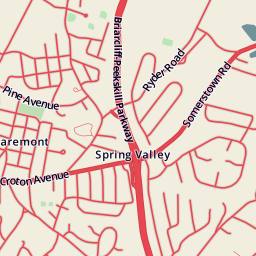 Briarcliff-Peekskill Parkway
Ryder Road
Somerstown Rd
Pine Avenue
aremont
Spring Valley
Croton Avenue